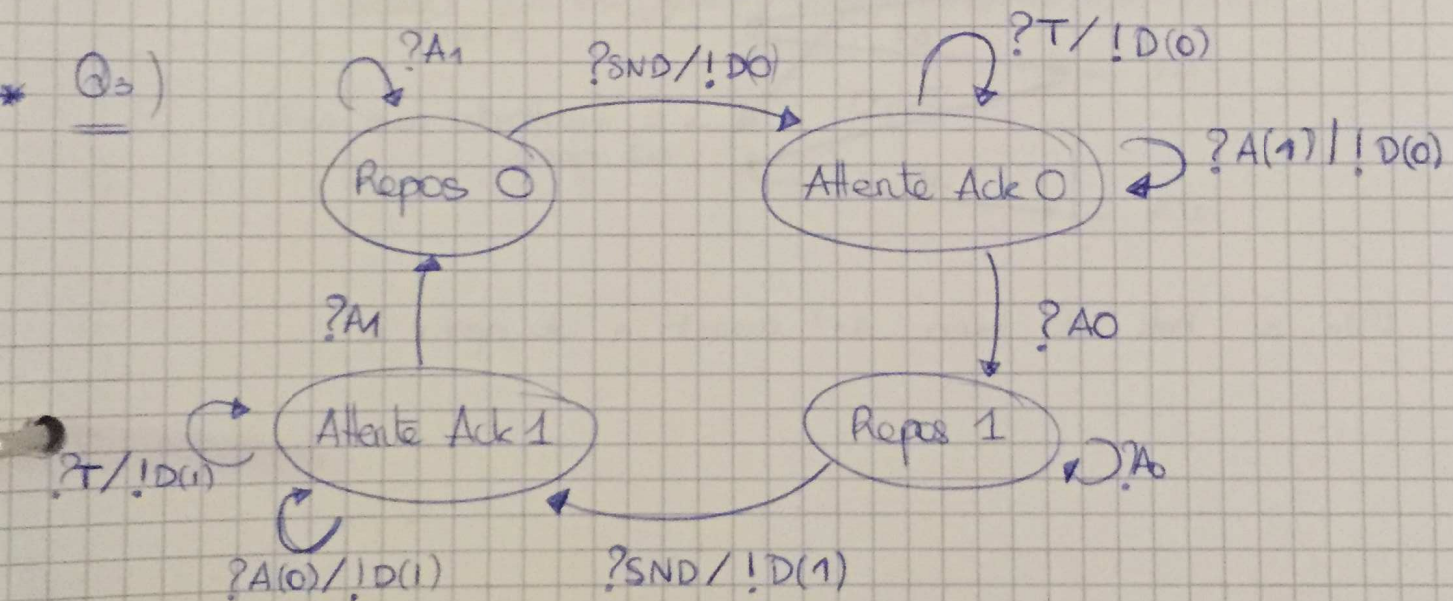 * Q3)
?A1
?SND/!D(0)
?T/!D(0)
Repos 0
Attente Ack 0
?A(1)/!D(0)
?A1
?A0
Attente Ack 1
Repos 1
?T/!D(1)
?A0
?A(0)/!D(1)
?SND/!D(1)